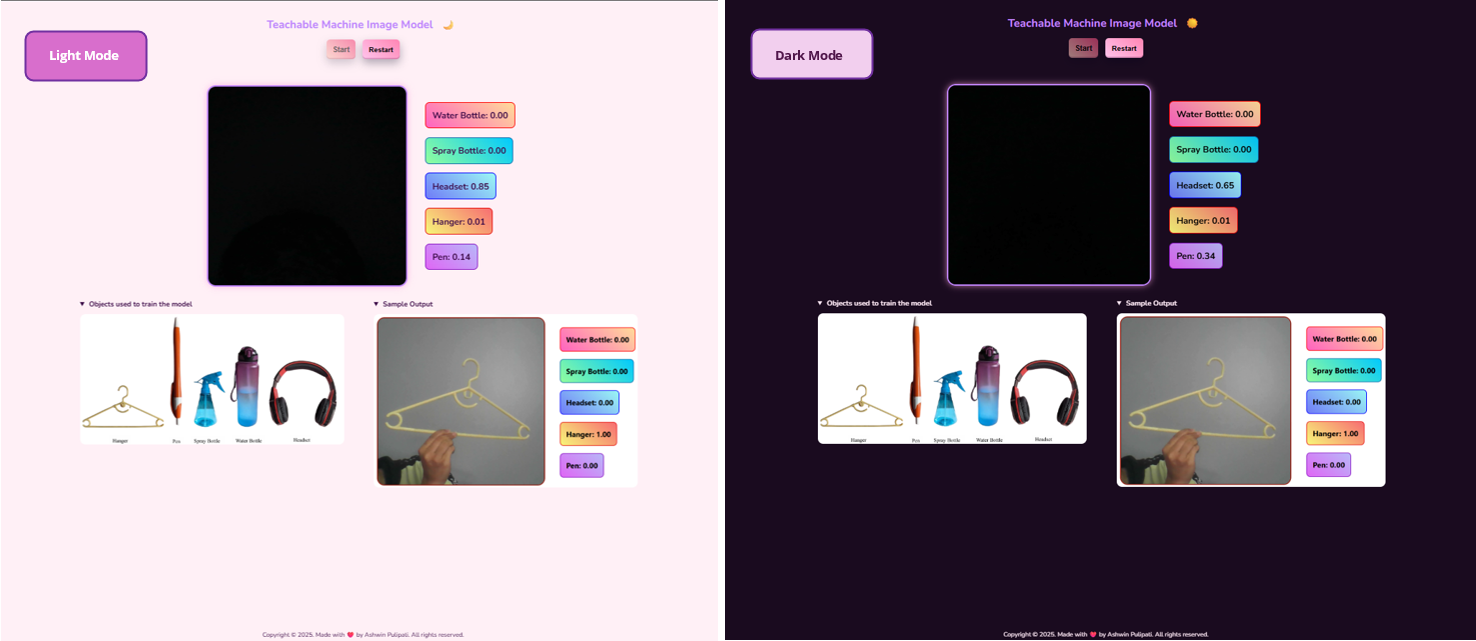 Teachable Machine Image Model
Light Mode
Start Restart
Water Bottle: 0.00
Spray Bottle: 0.00
Headset: 0.85
Hanger: 0.01
Pen: 0.14
▼ Objects used to train the model
Hanger Pen Spray Bottle Water Bottle Headset
▼ Sample Output
Water Bottle: 0.00
Spray Bottle: 0.00
Headset: 0.00
Hanger: 1.00
Pen: 0.00
Copyright © 2025. Made with ❤️ by Ashwin Pulipati. All rights reserved.
Teachable Machine Image Model
Dark Mode
Start Restart
Water Bottle: 0.00
Spray Bottle: 0.00
Headset: 0.65
Hanger: 0.01
Pen: 0.34
▼ Objects used to train the model
Hanger Pen Spray Bottle Water Bottle Headset
▼ Sample Output
Water Bottle: 0.00
Spray Bottle: 0.00
Headset: 0.00
Hanger: 1.00
Pen: 0.00
Copyright © 2025. Made with ❤️ by Ashwin Pulipati. All rights reserved.